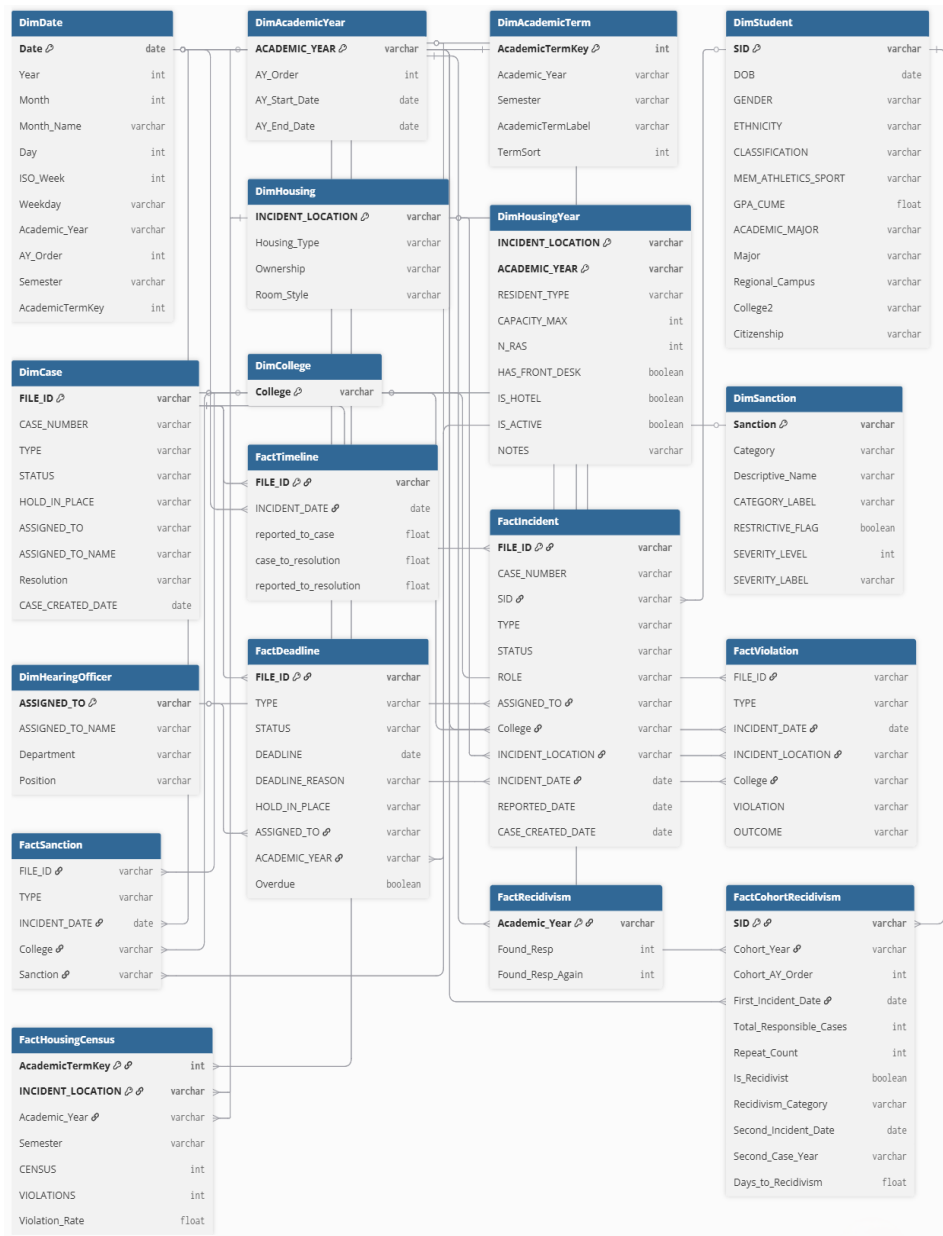 DimDate
Date date
Year int
Month int
Month_Name varchar
Day int
ISO_Week int
Weekday varchar
Academic_Year varchar
AY_Order int
Semester varchar
AcademicTermKey int
DimAcademicYear
ACADEMIC_YEAR varchar
AY_Order int
AY_Start_Date date
AY_End_Date date
DimAcademicTerm
AcademicTermKey int
Academic_Year varchar
Semester varchar
AcademicTermLabel varchar
TermSort int
DimStudent
SID varchar
DOB date
GENDER varchar
ETHNICITY varchar
CLASSIFICATION varchar
MEM_ATHLETICS_SPORT varchar
GPA_CUME float
ACADEMIC_MAJOR varchar
Major varchar
Regional_Campus varchar
College2 varchar
Citizenship varchar
DimHousing
INCIDENT_LOCATION varchar
Housing_Type varchar
Ownership varchar
Room_Style varchar
DimHousingYear
INCIDENT_LOCATION varchar
ACADEMIC_YEAR varchar
RESIDENT_TYPE varchar
CAPACITY_MAX int
N_RAS int
HAS_FRONT_DESK boolean
IS_HOTEL boolean
IS_ACTIVE boolean
NOTES varchar
DimCase
FILE_ID varchar
CASE_NUMBER varchar
TYPE varchar
STATUS varchar
HOLD_IN_PLACE varchar
ASSIGNED_TO varchar
ASSIGNED_TO_NAME varchar
Resolution varchar
CASE_CREATED_DATE date
DimCollege
College varchar
DimSanction
Sanction varchar
Category varchar
Descriptive_Name varchar
CATEGORY_LABEL varchar
RESTRICTIVE_FLAG boolean
SEVERITY_LEVEL int
SEVERITY_LABEL varchar
FactTimeline
FILE_ID varchar
INCIDENT_DATE date
reported_to_case float
case_to_resolution float
reported_to_resolution float
FactIncident
FILE_ID varchar
CASE_NUMBER varchar
SID varchar
TYPE varchar
STATUS varchar
ROLE varchar
ASSIGNED_TO varchar
College varchar
INCIDENT_LOCATION varchar
INCIDENT_DATE date
REPORTED_DATE date
CASE_CREATED_DATE date
DimHearingOfficer
ASSIGNED_TO varchar
ASSIGNED_TO_NAME varchar
Department varchar
Position varchar
FactDeadline
FILE_ID varchar
TYPE varchar
STATUS varchar
DEADLINE date
DEADLINE_REASON varchar
HOLD_IN_PLACE varchar
ASSIGNED_TO varchar
ACADEMIC_YEAR varchar
Overdue boolean
FactViolation
FILE_ID varchar
TYPE varchar
INCIDENT_DATE date
INCIDENT_LOCATION varchar
College varchar
VIOLATION varchar
OUTCOME varchar
FactSanction
FILE_ID varchar
TYPE varchar
INCIDENT_DATE date
College varchar
Sanction varchar
FactRecidivism
Academic_Year varchar
Found_Resp int
Found_Resp_Again int
FactCohortRecidivism
SID varchar
Cohort_Year varchar
Cohort_AY_Order int
First_Incident_Date date
Total_Responsible_Cases int
Repeat_Count int
Is_Recidivist boolean
Recidivism_Category varchar
Second_Incident_Date date
Second_Case_Year varchar
Days_to_Recidivism float
FactHousingCensus
AcademicTermKey int
INCIDENT_LOCATION varchar
Academic_Year varchar
Semester varchar
CENSUS int
VIOLATIONS int
Violation_Rate float